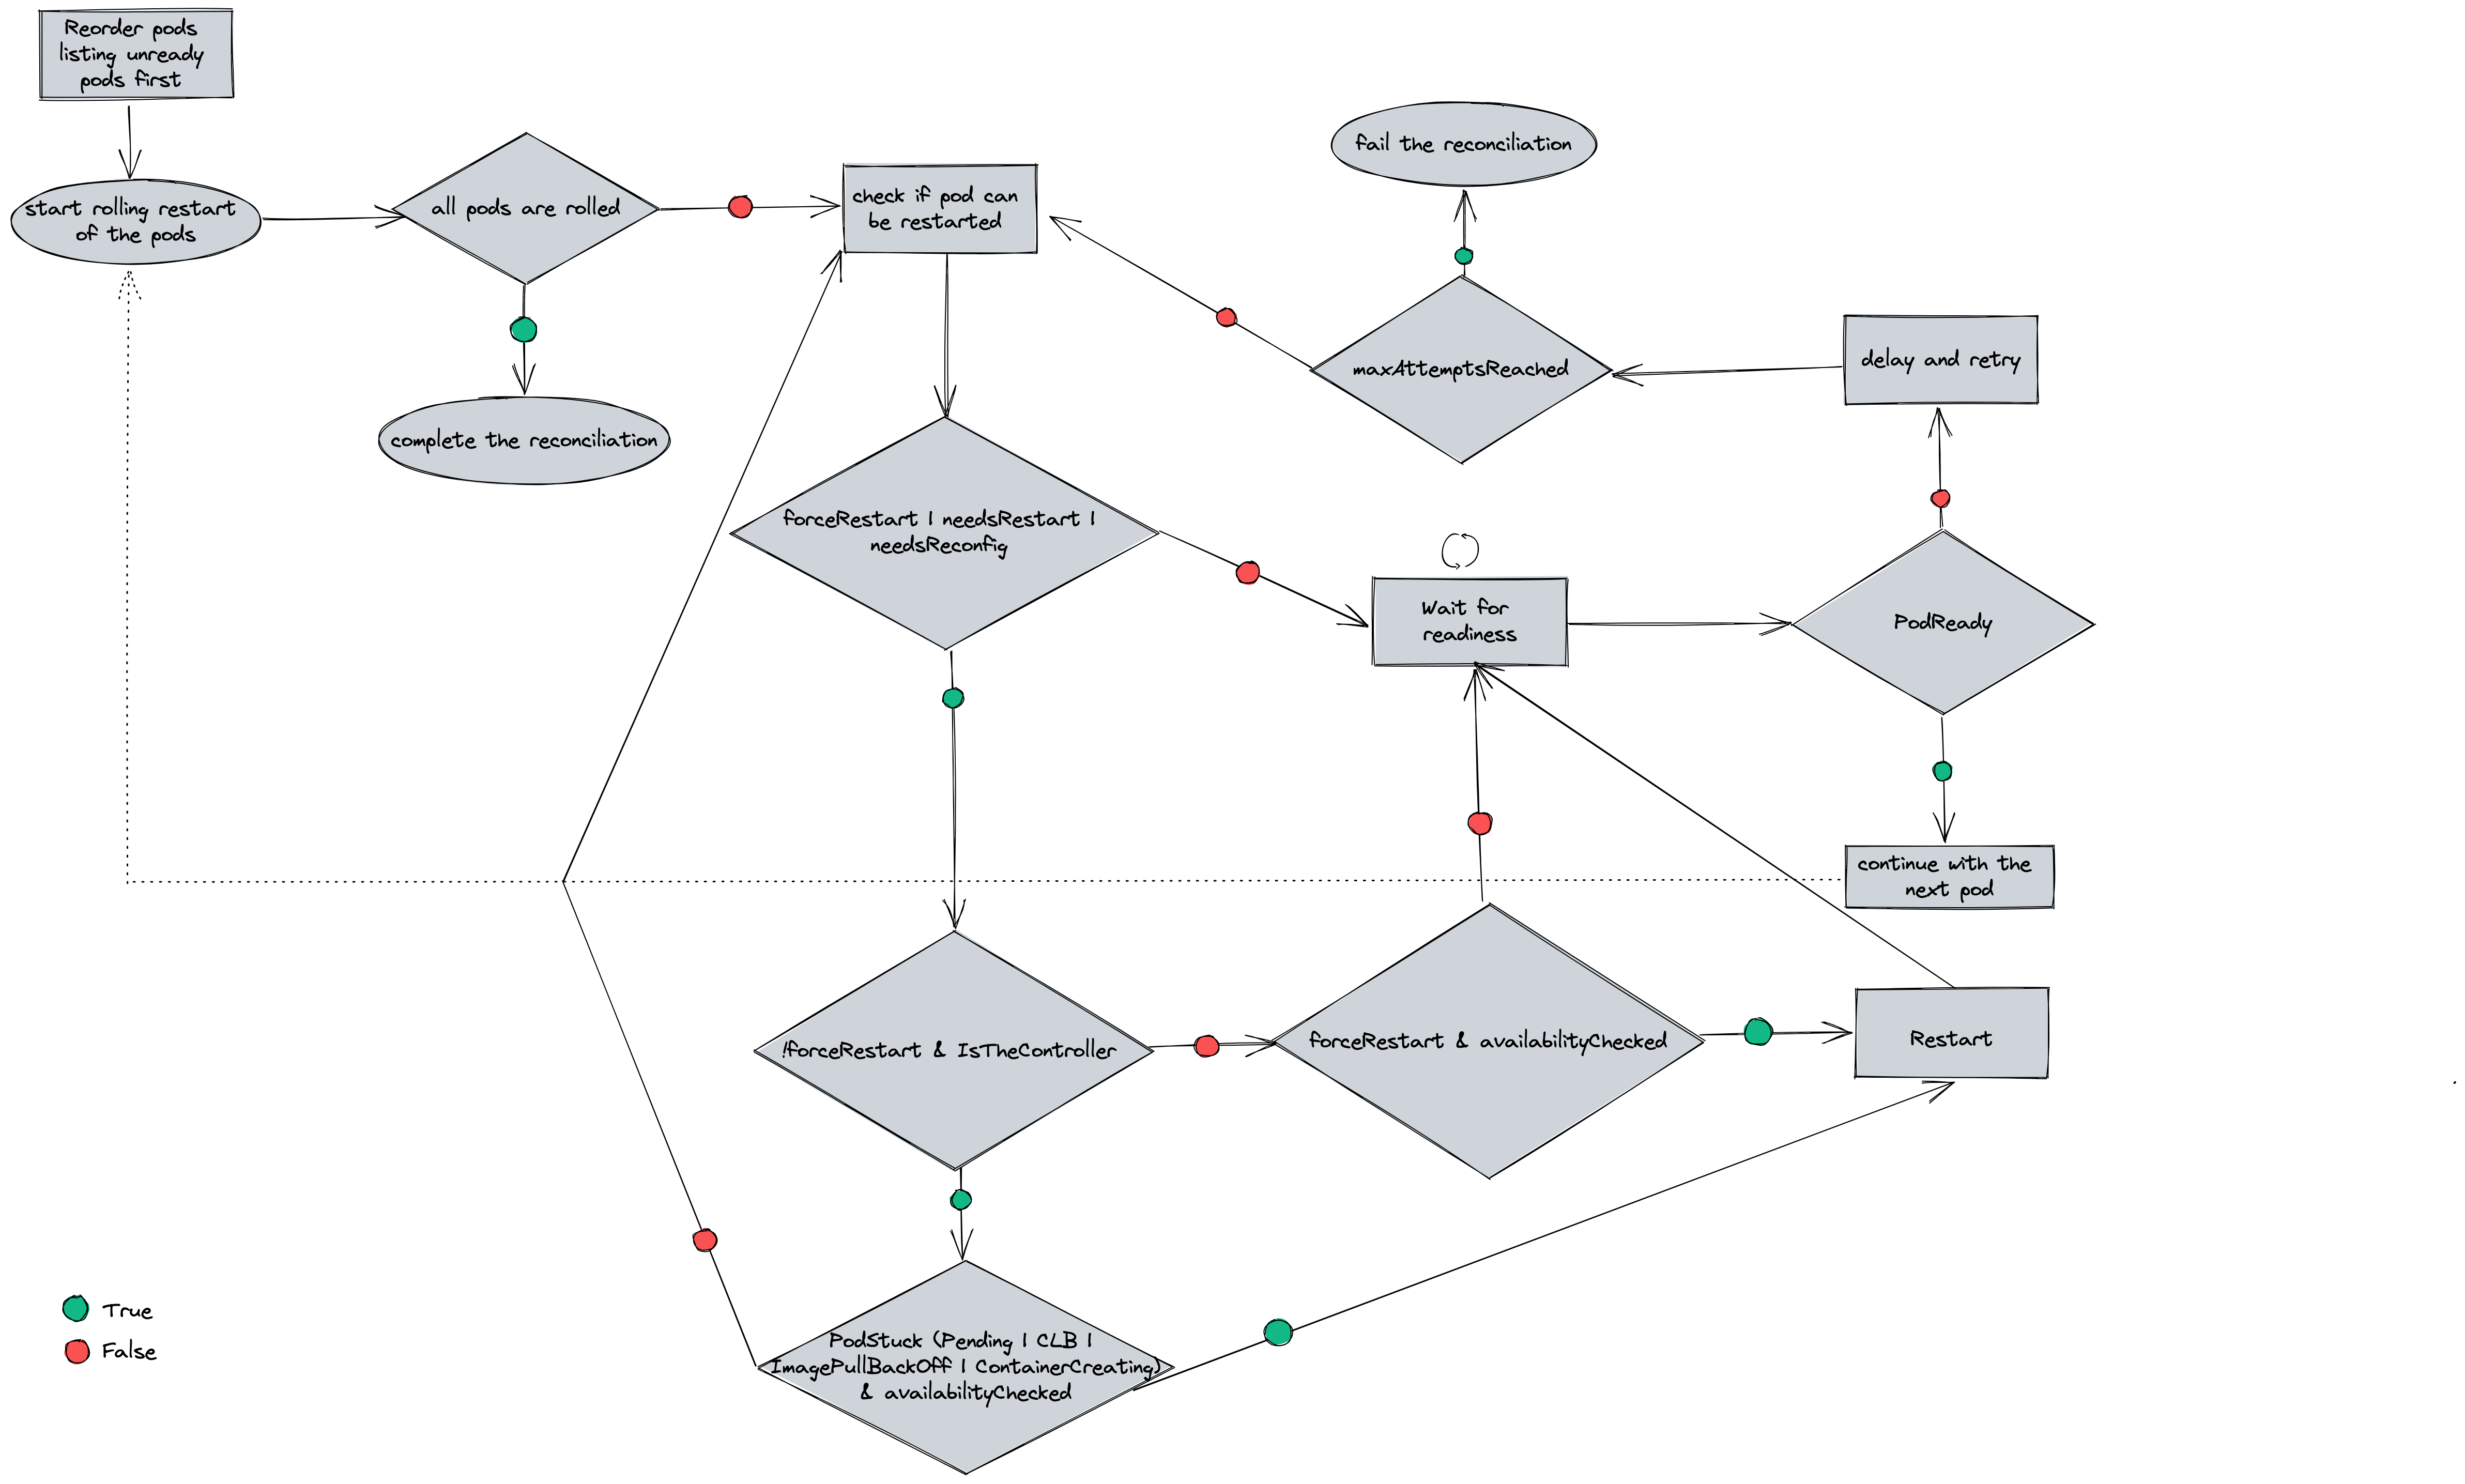 Reorder pods
listing unready
pods first
start rolling restart
of the pods
all pods are rolled
complete the reconciliation
check if pod can
be restarted
fail the reconciliation
maxAttemptsReached
delay and retry
forceRestart | needsRestart |
needsReconfig
Wait for
readiness
PodReady
continue with the
next pod
!forceRestart & IsTheController
forceRestart & availabilityChecked
Restart
PodStuck (Pending | CLB |
ImagePullBackOff | ContainerCreating)
& availabilityChecked
True
False